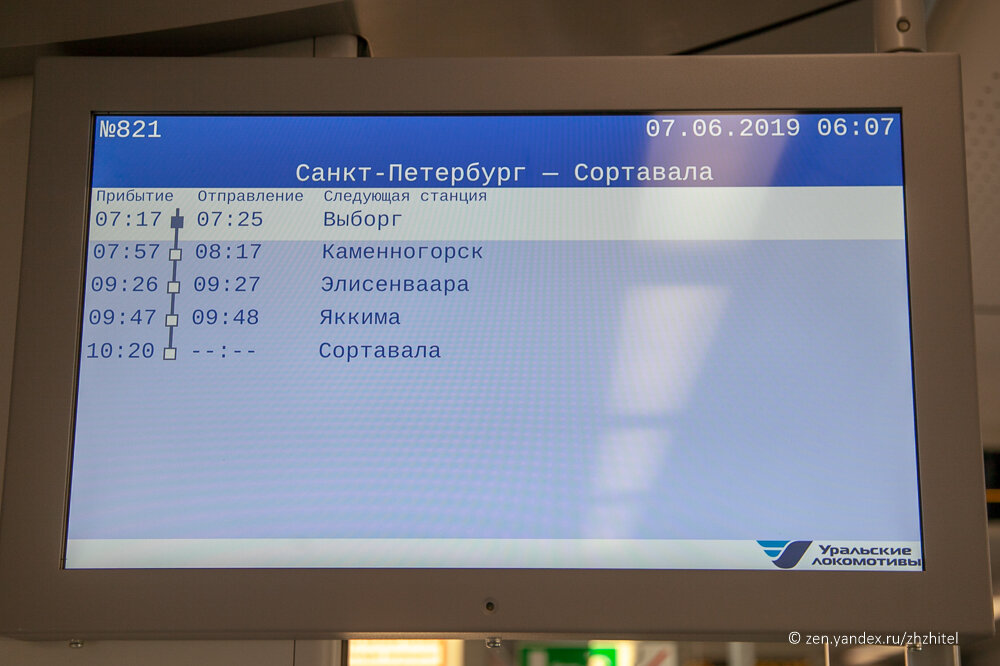 №821 07.06.2019 06:07
Санкт-Петербург — Сортавала
Прибытие Отправление Следующая станция
07:17 07:25 Выборг
07:57 08:17 Каменногорск
09:26 09:27 Элисенваара
09:47 09:48 Яккима
10:20 --:-- Сортавала
Уральские
локомотивы
© zen.yandex.ru/zhzhitel